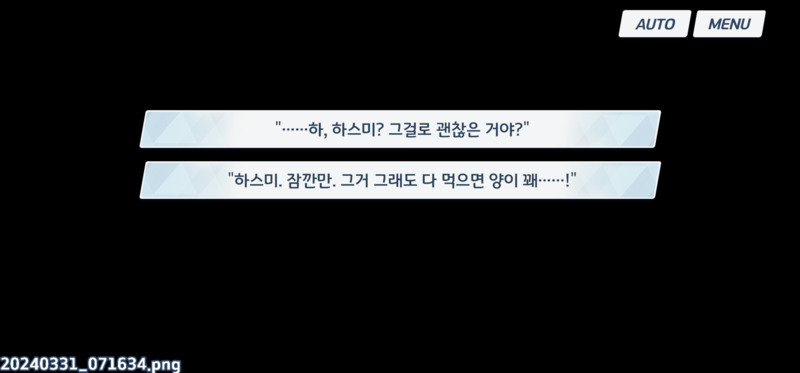 AUTO MENU
"……하, 하스미? 그걸로 괜찮은 거야?"
"하스미. 잠깐만. 그거 그래도 다 먹으면 양이 꽤……!"
20240331_071634.png